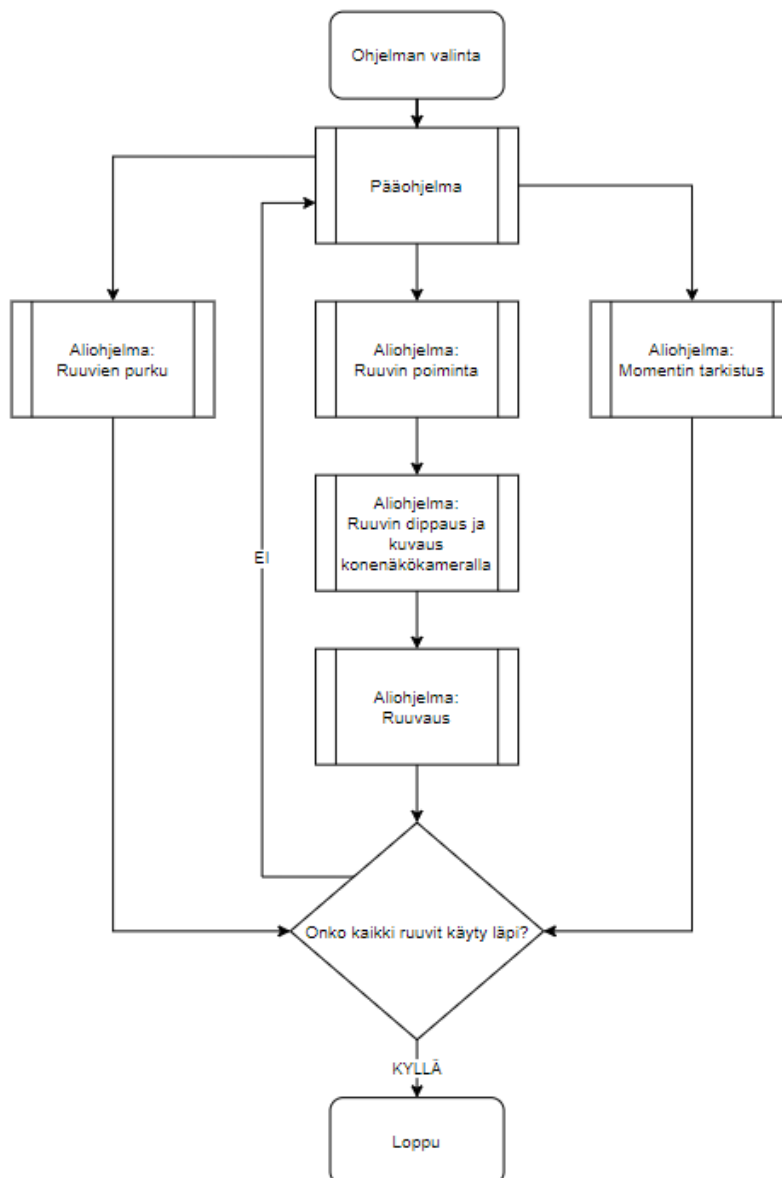 Ohjelman valinta
Pääohjelma
Aliohjelma:
Ruuvien purku
Aliohjelma:
Ruuvin poiminta
Aliohjelma:
Momentin tarkistus
Aliohjelma:
Ruuvin dippaus ja
kuvaus
konenäkökameralla
EI
Aliohjelma:
Ruuvaus
Onko kaikki ruuvit käyty läpi?
KYLLÄ
Loppu